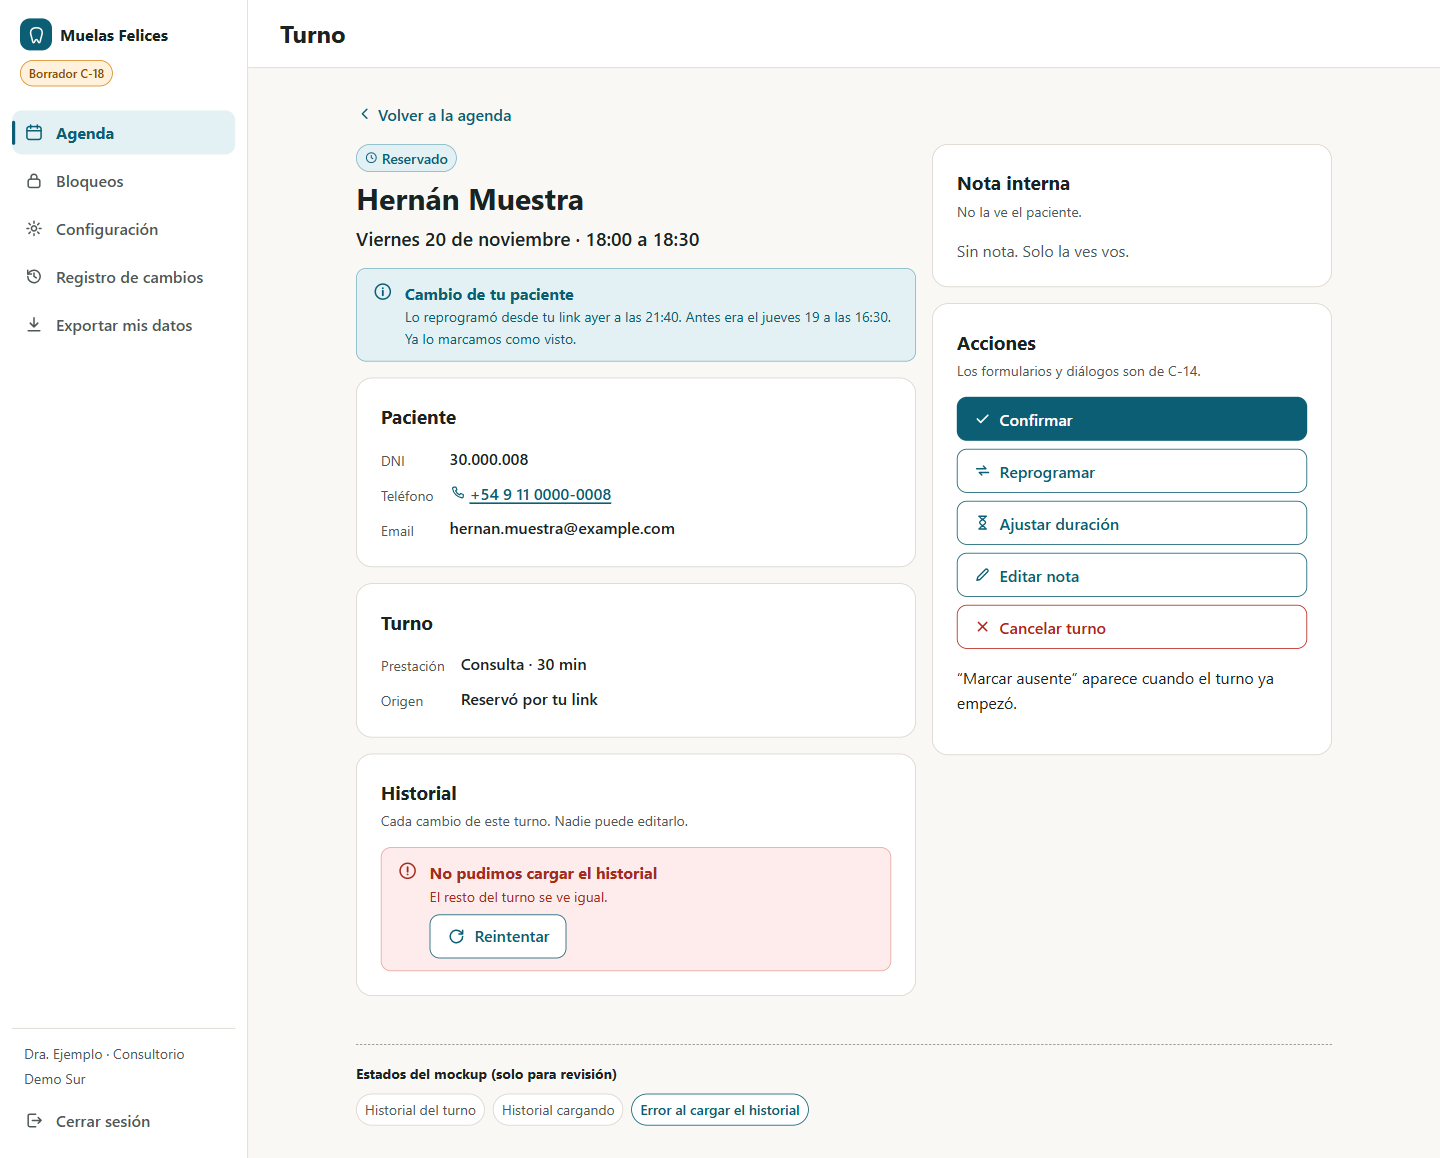 Muelas Felices
Borrador C-18
Agenda
Bloqueos
Configuración
Registro de cambios
Exportar mis datos
Dra. Ejemplo · Consultorio
Demo Sur
Cerrar sesión
Turno
Volver a la agenda
Reservado
Hernán Muestra
Viernes 20 de noviembre · 18:00 a 18:30
Cambio de tu paciente
Lo reprogramó desde tu link ayer a las 21:40. Antes era el jueves 19 a las 16:30.
Ya lo marcamos como visto.
Paciente
DNI 30.000.008
Teléfono +54 9 11 0000-0008
Email hernan.muestra@example.com
Turno
Prestación Consulta · 30 min
Origen Reservó por tu link
Historial
Cada cambio de este turno. Nadie puede editarlo.
No pudimos cargar el historial
El resto del turno se ve igual.
Reintentar
Nota interna
No la ve el paciente.
Sin nota. Solo la ves vos.
Acciones
Los formularios y diálogos son de C-14.
Confirmar
Reprogramar
Ajustar duración
Editar nota
Cancelar turno
“Marcar ausente” aparece cuando el turno ya
empezó.
Estados del mockup (solo para revisión)
Historial del turno
Historial cargando
Error al cargar el historial